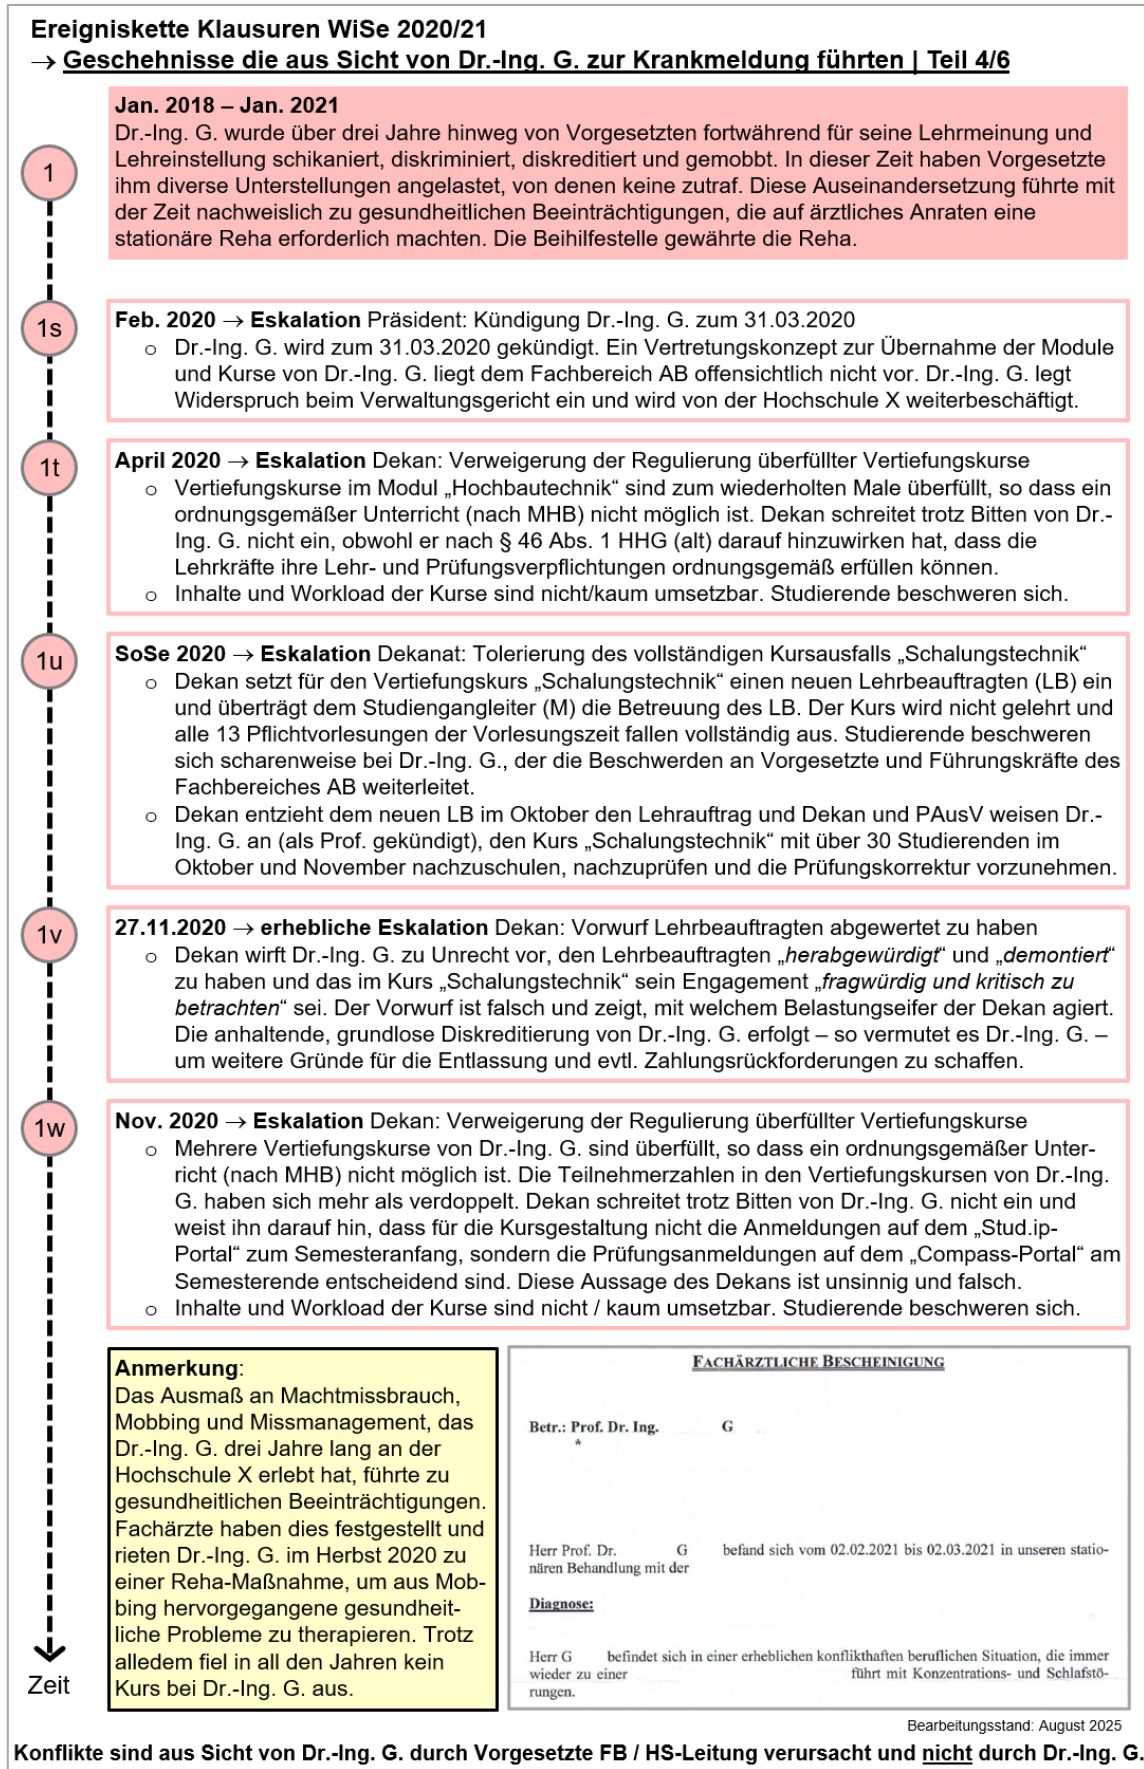 Ereigniskette Klausuren WiSe 2020/21
→ Geschehnisse die aus Sicht von Dr.-Ing. G. zur Krankmeldung führten | Teil 4/6
1
Jan. 2018 – Jan. 2021
Dr.-Ing. G. wurde über drei Jahre hinweg von Vorgesetzten fortwährend für seine Lehrmeinung und
Lehreinstellung schikaniert, diskriminiert, diskreditiert und gemobbt. In dieser Zeit haben Vorgesetzte
ihm diverse Unterstellungen angelastet, von denen keine zutraf. Diese Auseinandersetzung führte mit
der Zeit nachweislich zu gesundheitlichen Beeinträchtigungen, die auf ärztliches Anraten eine
stationäre Reha erforderlich machten. Die Beihilfestelle gewährte die Reha.
1s
Feb. 2020 → Eskalation Präsident: Kündigung Dr.-Ing. G. zum 31.03.2020
o Dr.-Ing. G. wird zum 31.03.2020 gekündigt. Ein Vertretungskonzept zur Übernahme der Module
und Kurse von Dr.-Ing. G. liegt dem Fachbereich AB offensichtlich nicht vor. Dr.-Ing. G. legt
Widerspruch beim Verwaltungsgericht ein und wird von der Hochschule X weiterbeschäftigt.
1t
April 2020 → Eskalation Dekan: Verweigerung der Regulierung überfüllter Vertiefungskurse
o Vertiefungskurse im Modul „Hochbautechnik“ sind zum wiederholten Male überfüllt, so dass ein
ordnungsgemäßer Unterricht (nach MHB) nicht möglich ist. Dekan schreitet trotz Bitten von Dr.-
Ing. G. nicht ein, obwohl er nach § 46 Abs. 1 HHG (alt) darauf hinzuwirken hat, dass die
Lehrkräfte ihre Lehr- und Prüfungsverpflichtungen ordnungsgemäß erfüllen können.
o Inhalte und Workload der Kurse sind nicht/kaum umsetzbar. Studierende beschweren sich.
1u
SoSe 2020 → Eskalation Dekanat: Tolerierung des vollständigen Kursausfalls „Schalungstechnik“
o Dekan setzt für den Vertiefungskurs „Schalungstechnik“ einen neuen Lehrbeauftragten (LB) ein
und überträgt dem Studiengangleiter (M) die Betreuung des LB. Der Kurs wird nicht gelehrt und
alle 13 Pflichtvorlesungen der Vorlesungszeit fallen vollständig aus. Studierende beschweren
sich scharenweise bei Dr.-Ing. G., der die Beschwerden an Vorgesetzte und Führungskräfte des
Fachbereiches AB weiterleitet.
o Dekan entzieht dem neuen LB im Oktober den Lehrauftrag und Dekan und PAusV weisen Dr.-
Ing. G. an (als Prof. gekündigt), den Kurs „Schalungstechnik“ mit über 30 Studierenden im
Oktober und November nachzuschulen, nachzuprüfen und die Prüfungskorrektur vorzunehmen.
1v
27.11.2020 → erhebliche Eskalation Dekan: Vorwurf Lehrbeauftragten abgewertet zu haben
o Dekan wirft Dr.-Ing. G. zu Unrecht vor, den Lehrbeauftragten „herabgewürdigt“ und „demontiert“
zu haben und das im Kurs „Schalungstechnik“ sein Engagement „fragwürdig und kritisch zu
betrachten“ sei. Der Vorwurf ist falsch und zeigt, mit welchem Belastungseifer der Dekan agiert.
Die anhaltende, grundlose Diskreditierung von Dr.-Ing. G. erfolgt – so vermutet es Dr.-Ing. G. –
um weitere Gründe für die Entlassung und evtl. Zahlungsrückforderungen zu schaffen.
1w
Nov. 2020 → Eskalation Dekan: Verweigerung der Regulierung überfüllter Vertiefungskurse
o Mehrere Vertiefungskurse von Dr.-Ing. G. sind überfüllt, so dass ein ordnungsgemäßer Unter-
richt (nach MHB) nicht möglich ist. Die Teilnehmerzahlen in den Vertiefungskursen von Dr.-Ing.
G. haben sich mehr als verdoppelt. Dekan schreitet trotz Bitten von Dr.-Ing. G. nicht ein und
weist ihn darauf hin, dass für die Kursgestaltung nicht die Anmeldungen auf dem „Stud.ip-
Portal“ zum Semesteranfang, sondern die Prüfungsanmeldungen auf dem „Compass-Portal“ am
Semesterende entscheidend sind. Diese Aussage des Dekans ist unsinnig und falsch.
o Inhalte und Workload der Kurse sind nicht / kaum umsetzbar. Studierende beschweren sich.
Zeit
Anmerkung:
Das Ausmaß an Machtmissbrauch,
Mobbing und Missmanagement, das
Dr.-Ing. G. drei Jahre lang an der
Hochschule X erlebt hat, führte zu
gesundheitlichen Beeinträchtigungen.
Fachärzte haben dies festgestellt und
rieten Dr.-Ing. G. im Herbst 2020 zu
einer Reha-Maßnahme, um aus Mob-
bing hervorgegangene gesundheit-
liche Probleme zu therapieren. Trotz
alledem fiel in all den Jahren kein
Kurs bei Dr.-Ing. G. aus.
FACHÄRZTLICHE BESCHEINIGUNG
Betr.: Prof. Dr. Ing. G
*
Herr Prof. Dr. G befand sich vom 02.02.2021 bis 02.03.2021 in unseren statio-
nären Behandlung mit der
Diagnose:
Herr G befindet sich in einer erheblichen konflikthaften beruflichen Situation, die immer
wieder zu einer führt mit Konzentrations- und Schlafstö-
rungen.
Bearbeitungsstand: August 2025
Konflikte sind aus Sicht von Dr.-Ing. G. durch Vorgesetzte FB / HS-Leitung verursacht und nicht durch Dr.-Ing. G.